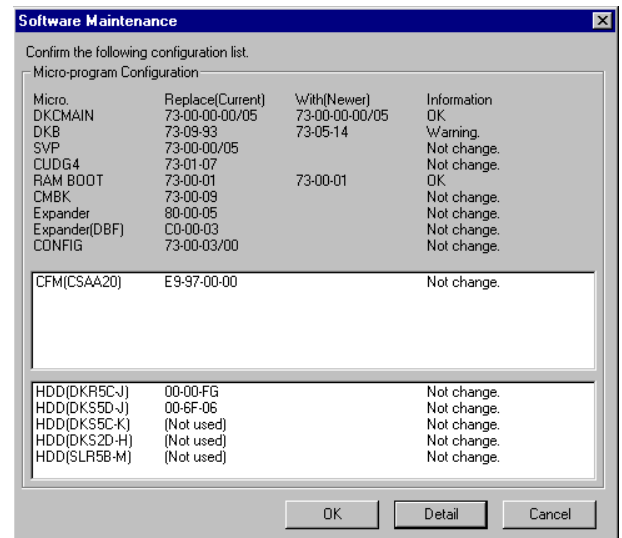 Software Maintenance
Confirm the following configuration list.
Micro-program Configuration
Micro. Replace(Current) With(Newer) Information
DKCMAIN 73-00-00-00/05 73-00-00-00/05 OK
DKB 73-09-93 73-05-14 Warning.
SVP 73-00-00/05 Not change.
CUDG4 73-01-07 Not change.
RAM BOOT 73-00-01 73-00-01 OK
CMBK 73-00-09 Not change.
Expander 80-00-05 Not change.
Expander(DBF) C0-00-03 Not change.
CONFIG 73-00-03/00 Not change.
CFM(CSAA20) E9-97-00-00 Not change.
HDD(DKR5C-J) 00-00-FG Not change.
HDD(DKS5D-J) 00-6F-06 Not change.
HDD(DKS5C-K) (Not used) Not change.
HDD(DKS2D-H) (Not used) Not change.
HDD(SLR5B-M) (Not used) Not change.
OK Detail Cancel